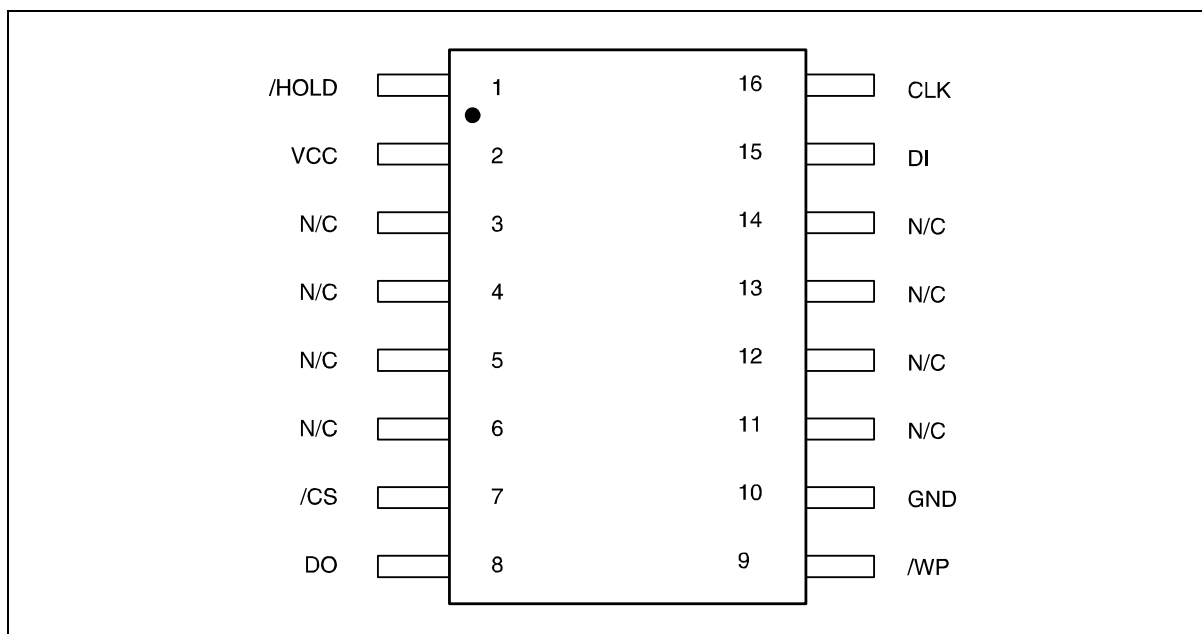 /HOLD 1 16 CLK
VCC 2 15 DI
N/C 3 14 N/C
N/C 4 13 N/C
N/C 5 12 N/C
N/C 6 11 N/C
/CS 7 10 GND
DO 8 9 /WP